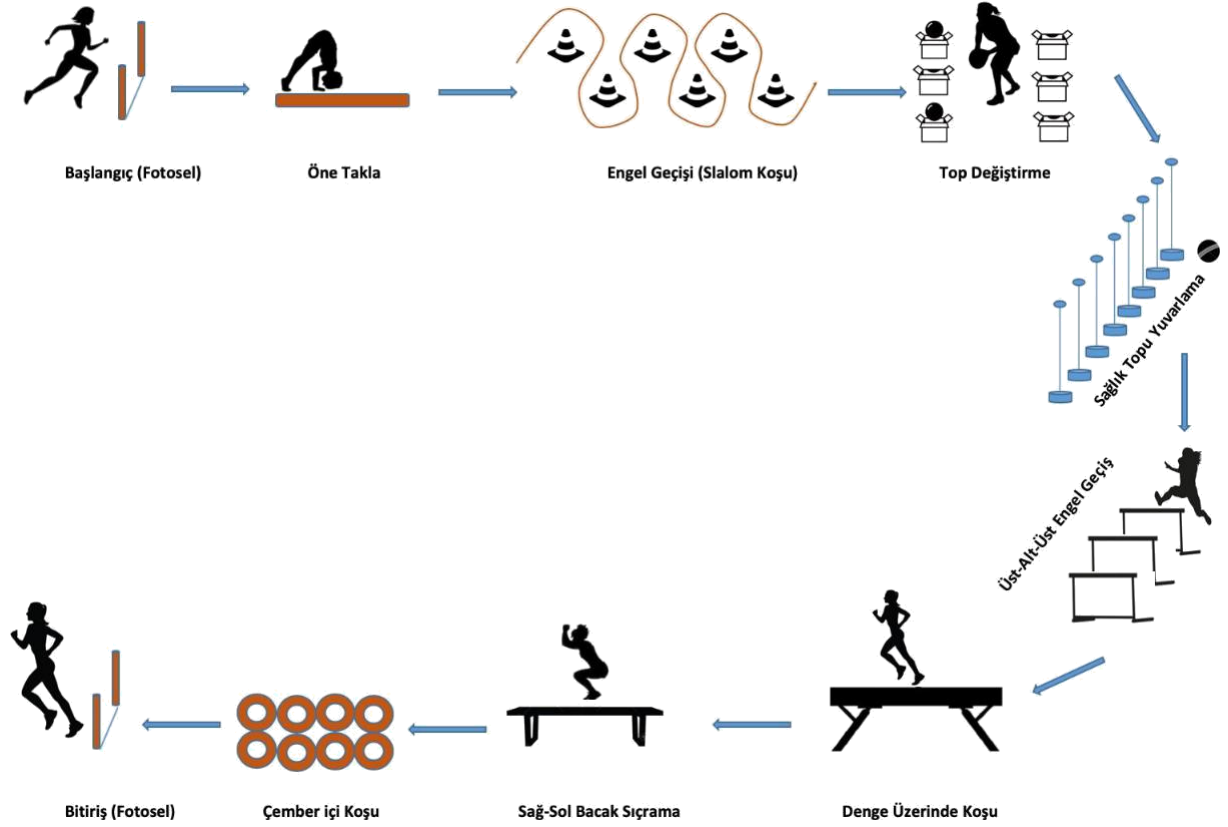 Başlangıç (Fotosel)
Öne Takla
Engel Geçişi (Slalom Koşu)
Top Değiştirme
Sağlık Topu Yuvarlama
Üst-Alt-Üst Engel Geçiş
Denge Üzerinde Koşu
Sağ-Sol Bacak Sıçrama
Çember içi Koşu
Bitiriş (Fotosel)